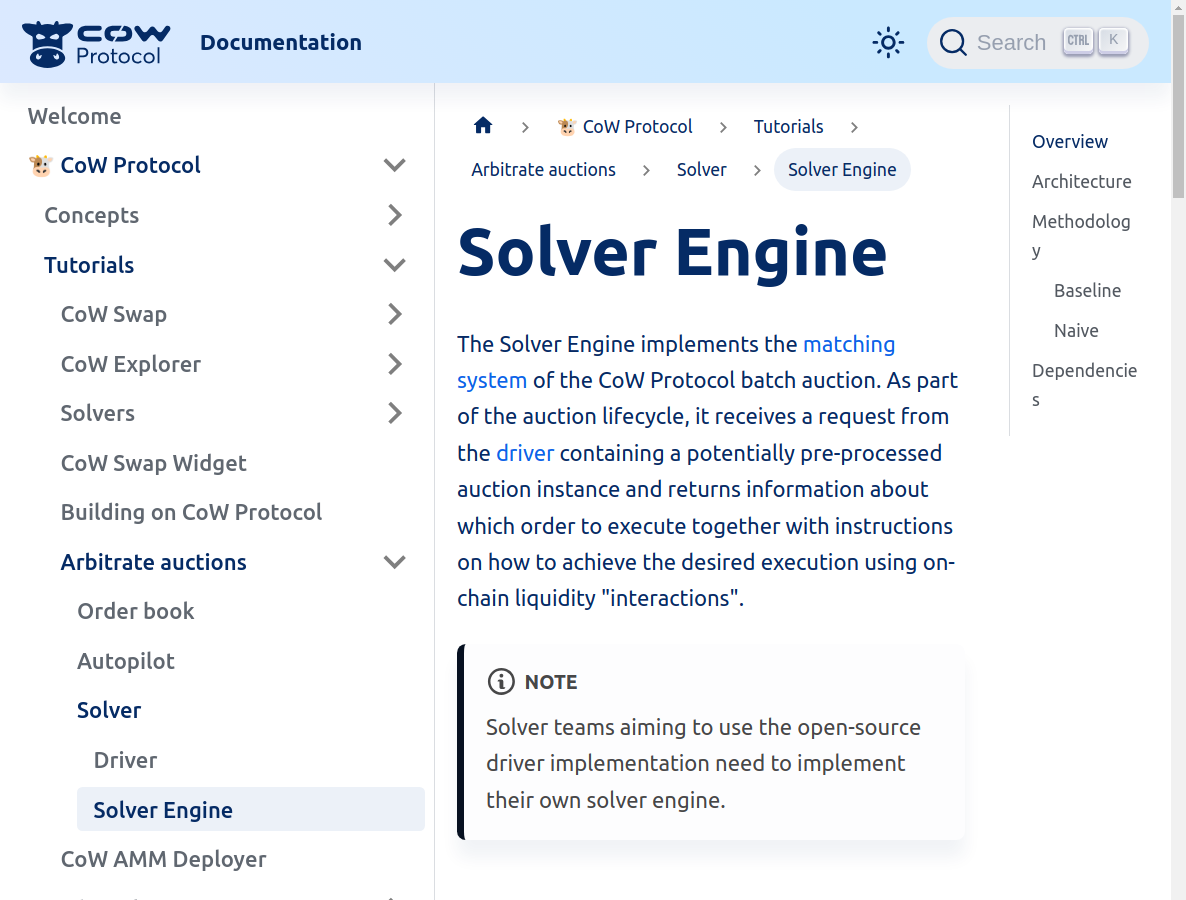 COW
Protocol
Documentation
Search
CTRL
K
Welcome
CoW Protocol
Concepts
Tutorials
CoW Swap
CoW Explorer
Solvers
CoW Swap Widget
Building on CoW Protocol
Arbitrate auctions
Order book
Autopilot
Solver
Driver
Solver Engine
CoW AMM Deployer
CoW Protocol
Tutorials
Arbitrate auctions
Solver
Solver Engine
Solver Engine
The Solver Engine implements the matching
system of the CoW Protocol batch auction. As part
of the auction lifecycle, it receives a request from
the driver containing a potentially pre-processed
auction instance and returns information about
which order to execute together with instructions
on how to achieve the desired execution using on-
chain liquidity "interactions".
NOTE
Solver teams aiming to use the open-source
driver implementation need to implement
their own solver engine.
Overview
Architecture
Methodolog
y
Baseline
Naive
Dependencie
s